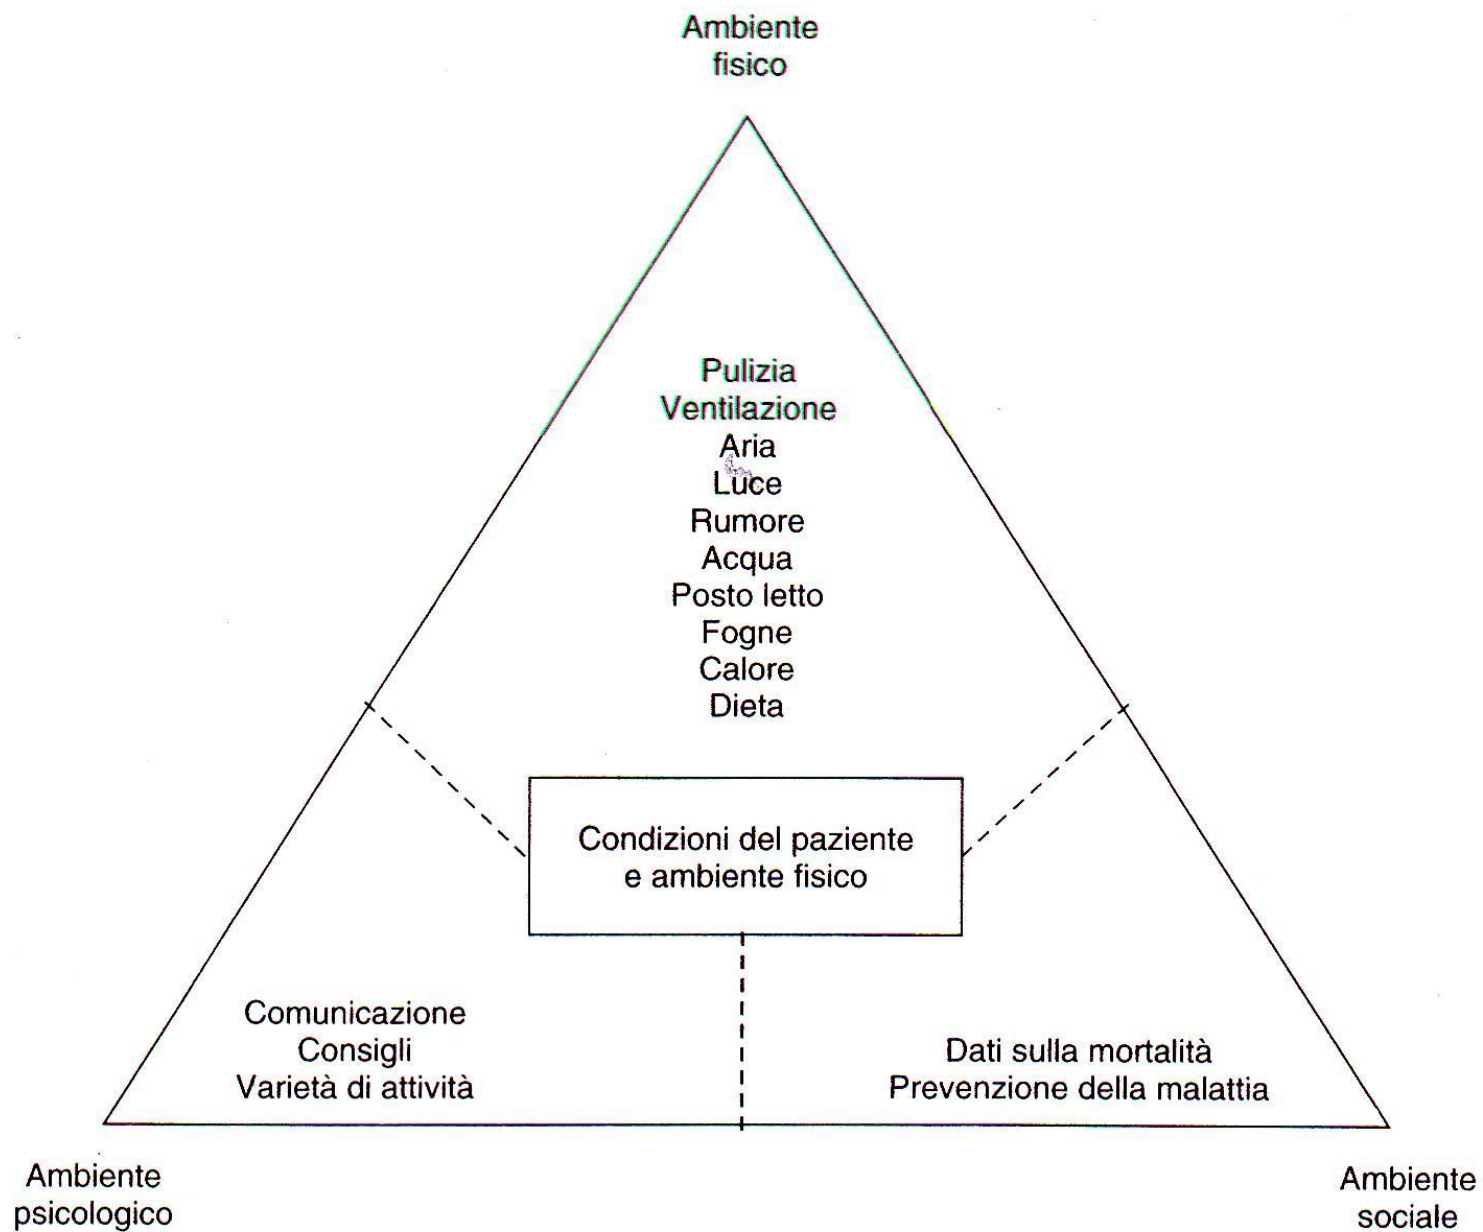 Ambiente
fisico
Pulizia
Ventilazione
Aria
Luce
Rumore
Acqua
Posto letto
Fogne
Calore
Dieta
Condizioni del paziente
e ambiente fisico
Comunicazione
Consigli
Varietà di attività
Dati sulla mortalità
Prevenzione della malattia
Ambiente
psicologico
Ambiente
sociale